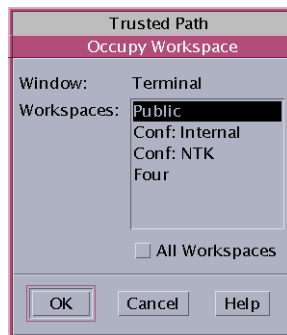 Trusted Path
Occupy Workspace
Window: Terminal
Workspaces: Public
Conf: Internal
Conf: NTK
Four
All Workspaces
OK Cancel Help